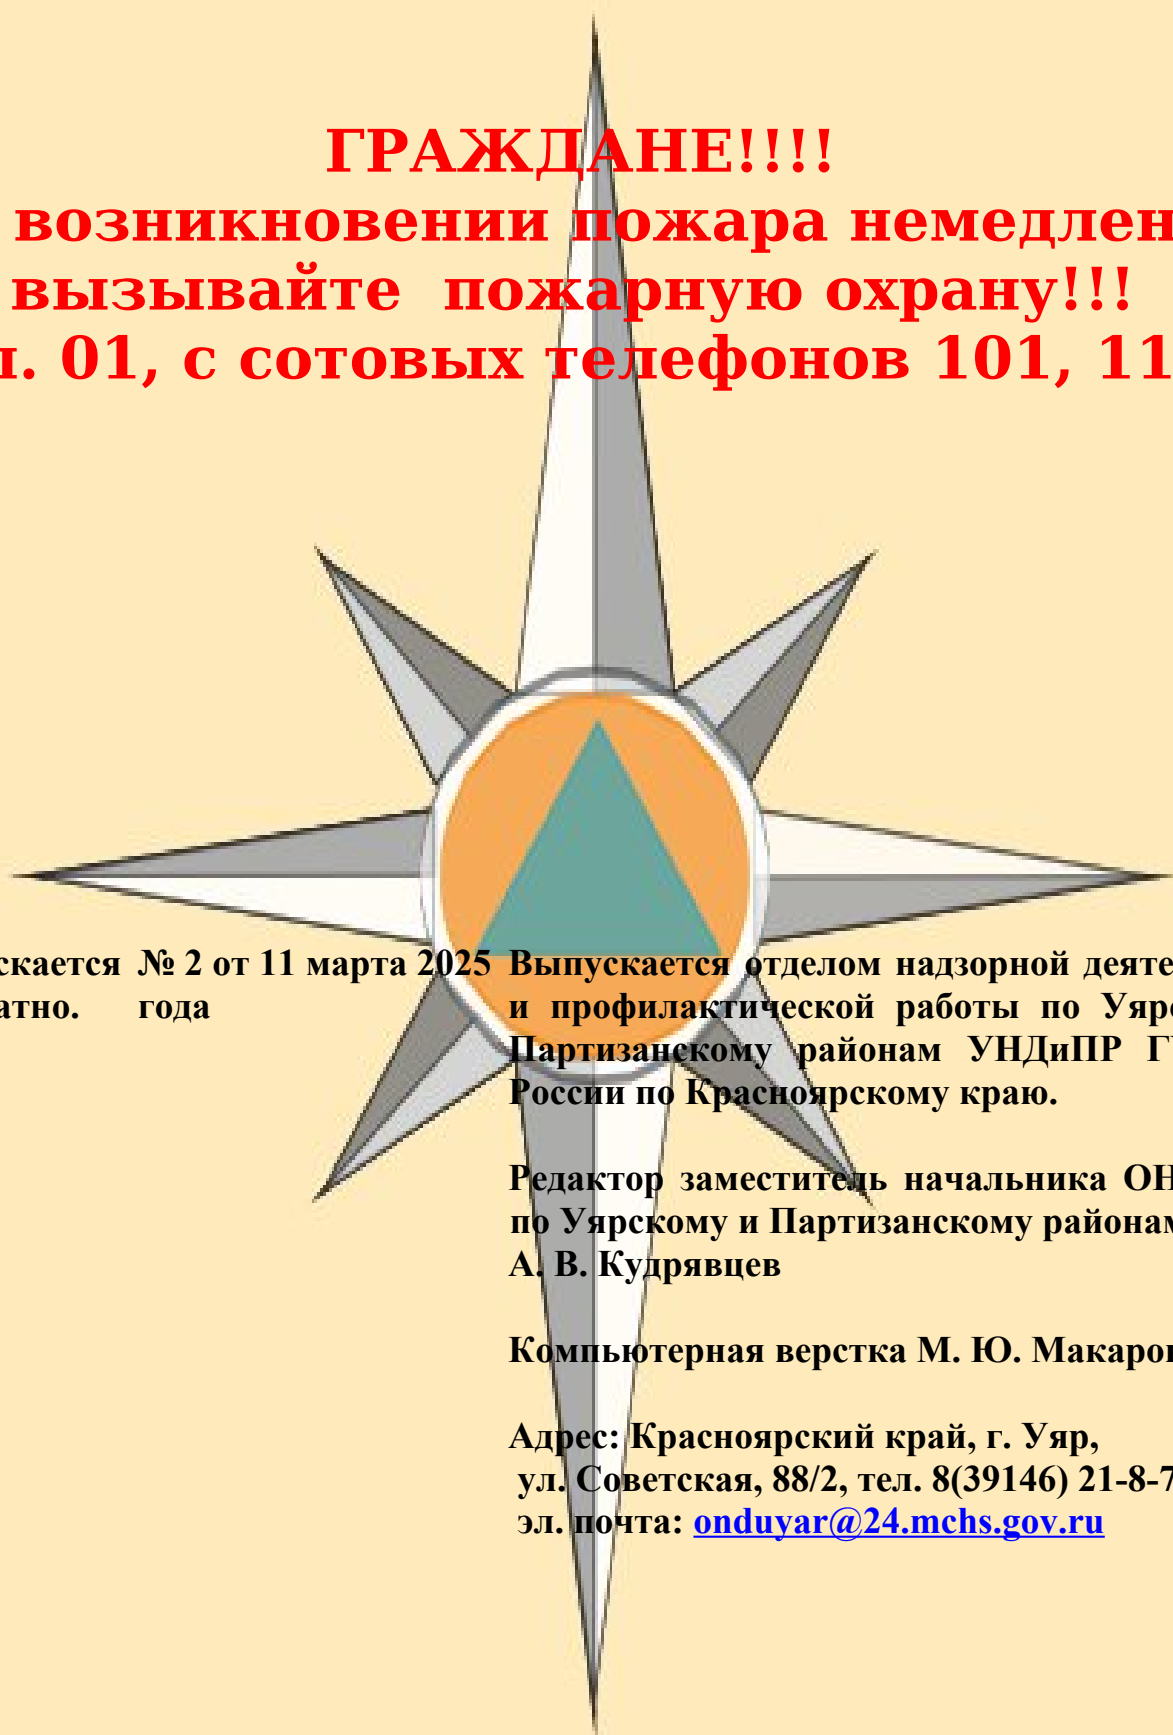 ГРАЖДАНЕ!!!!
возникновении пожара немедлен
вызывайте пожарную охрану!!!
л. 01, с сотовых телефонов 101, 11
скается
атно.
№ 2 от 11 марта 2025
года
Выпускается отделом надзорной деяте
и профилактической работы по Уярс
Партизанскому районам УНДиПР ГУ
России по Красноярскому краю.
Редактор заместитель начальника ОН
по Уярскому и Партизанскому районам
А. В. Кудрявцев
Компьютерная верстка М. Ю. Макаров
Адрес: Красноярский край, г. Уяр,
ул. Советская, 88/2, тел. 8(39146) 21-8-7
эл. почта: onduyar@24.mchs.gov.ru